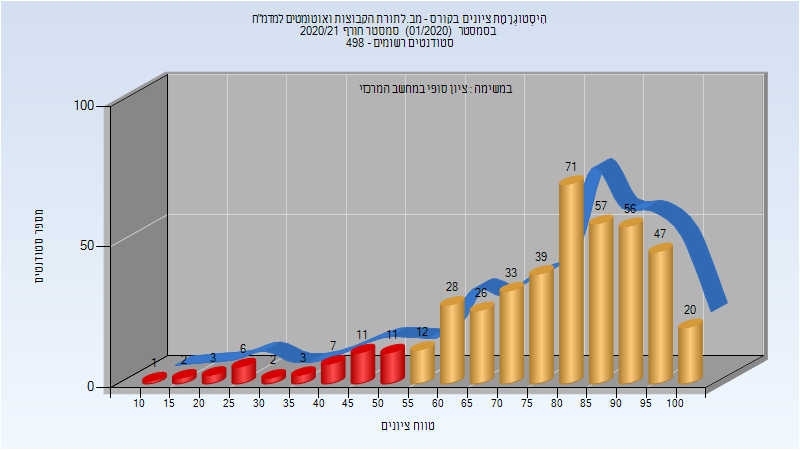 היסטוגרמת ציונים בקורס - מב.לתורת הקבוצות ואוטומטים למדמ"ח
בסמסטר (01/2020) סמסטר חורף 2020/21
סטודנטים רשומים - 498
במשימה : ציון סופי במחשב המרכזי
מספר סטודנטים
100
50
0
1 2 3 6 2 3 7 11 11 12 28 26 33 39 71 57 56 47 20
10 15 20 25 30 35 40 45 50 55 60 65 70 75 80 85 90 95 100
טווח ציונים